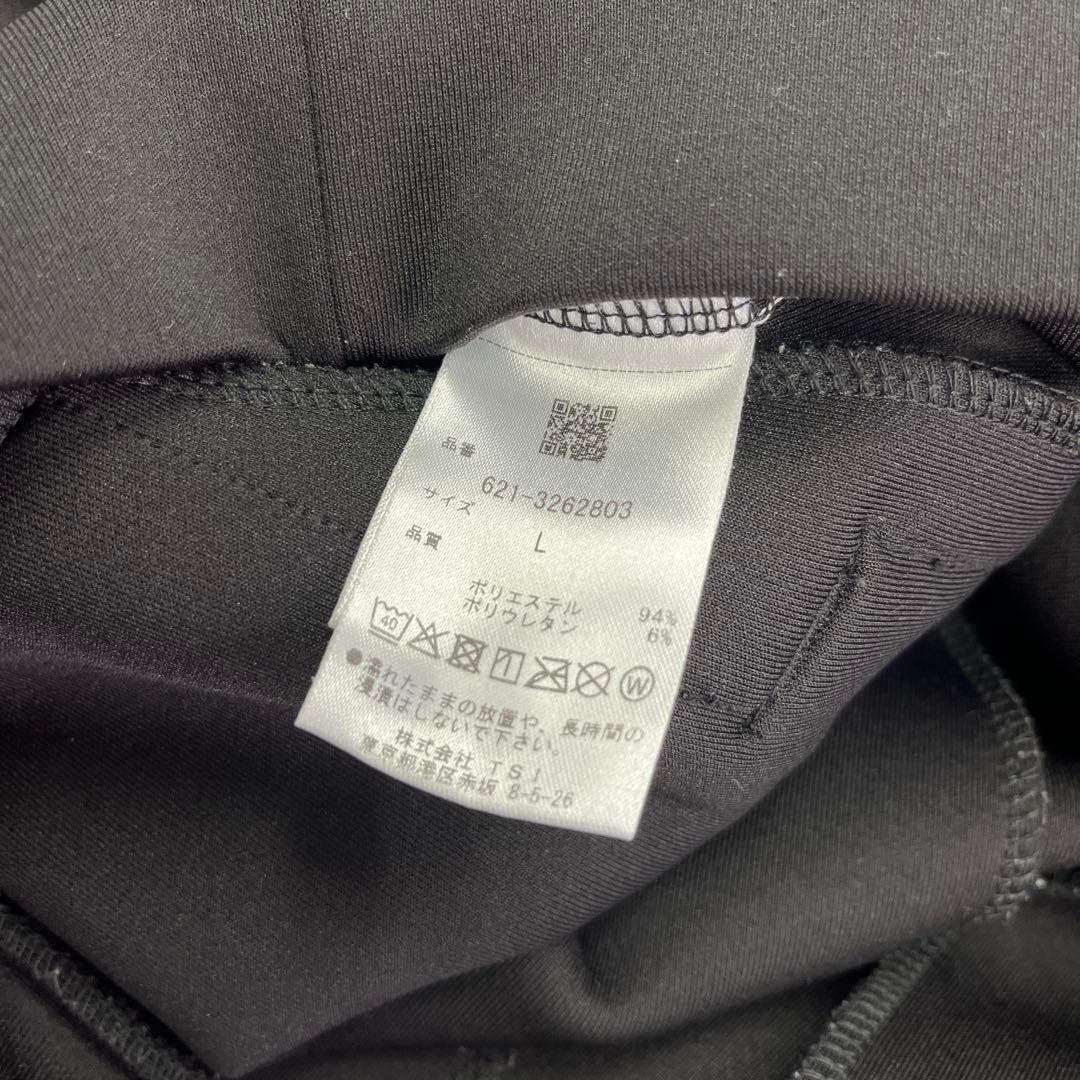 品番
621-3262803
サイズ
L
品質
ポリエステル 94%
ポリウレタン 6%
40
W
●濡れたままの放置や、長時間の
浸漬はしないで下さい。
株式会社 TSI
東京都港区赤坂 8-5-26